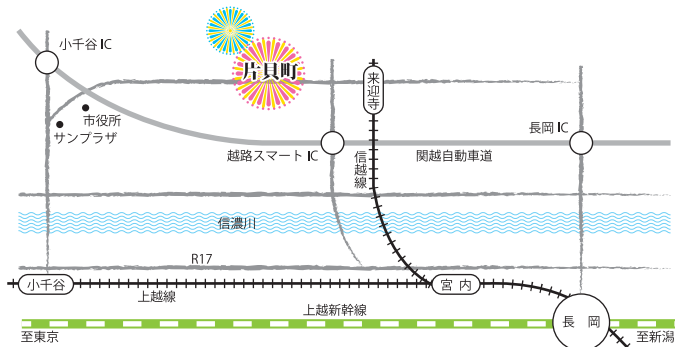 小千谷 IC
片貝町
来迎寺
市役所
サンプラザ
長岡 IC
越路スマート IC
信越線
関越自動車道
信濃川
R17
小千谷
宮内
上越線
上越新幹線
長岡
至東京
至新潟